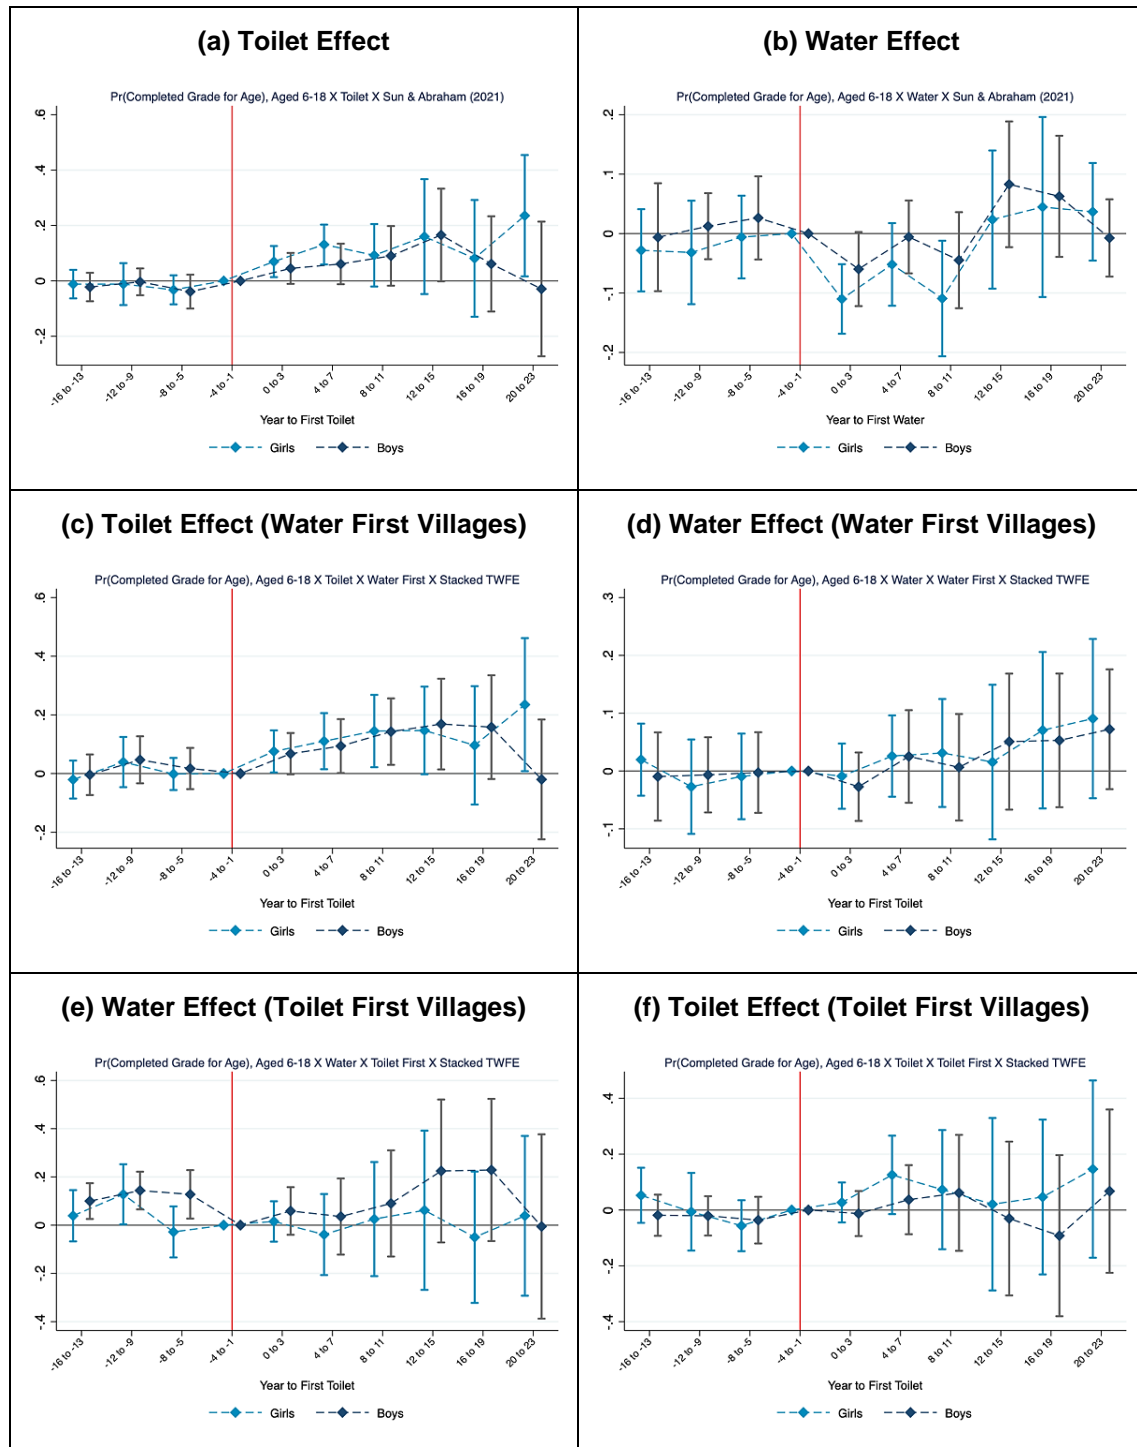 (a) Toilet Effect
Pr(Completed Grade for Age), Aged 6-18 X Toilet X Sun & Abraham (2021)
.6
.4
.2
0
-.2
-16 to -13
-12 to -9
-8 to -5
-4 to -1
0 to 3
4 to 7
8 to 11
12 to 15
16 to 19
20 to 23
Year to First Toilet
Girls Boys
(b) Water Effect
Pr(Completed Grade for Age), Aged 6-18 X Water X Sun & Abraham (2021)
.2
.1
0
-.1
-.2
-16 to -13
-12 to -9
-8 to -5
-4 to -1
0 to 3
4 to 7
8 to 11
12 to 15
16 to 19
20 to 23
Year to First Water
Girls Boys
(c) Toilet Effect (Water First Villages)
Pr(Completed Grade for Age), Aged 6-18 X Toilet X Water First X Stacked TWFE
.6
.4
.2
0
-.2
-16 to -13
-12 to -9
-8 to -5
-4 to -1
0 to 3
4 to 7
8 to 11
12 to 15
16 to 19
20 to 23
Year to First Toilet
Girls Boys
(d) Water Effect (Water First Villages)
Pr(Completed Grade for Age), Aged 6-18 X Water X Water First X Stacked TWFE
.3
.2
.1
0
-.1
-16 to -13
-12 to -9
-8 to -5
-4 to -1
0 to 3
4 to 7
8 to 11
12 to 15
16 to 19
20 to 23
Year to First Toilet
Girls Boys
(e) Water Effect (Toilet First Villages)
Pr(Completed Grade for Age), Aged 6-18 X Water X Toilet First X Stacked TWFE
.6
.4
.2
0
-.2
-.4
-16 to -13
-12 to -9
-8 to -5
-4 to -1
0 to 3
4 to 7
8 to 11
12 to 15
16 to 19
20 to 23
Year to First Toilet
Girls Boys
(f) Toilet Effect (Toilet First Villages)
Pr(Completed Grade for Age), Aged 6-18 X Toilet X Toilet First X Stacked TWFE
.4
.2
0
-.2
-.4
-16 to -13
-12 to -9
-8 to -5
-4 to -1
0 to 3
4 to 7
8 to 11
12 to 15
16 to 19
20 to 23
Year to First Toilet
Girls Boys